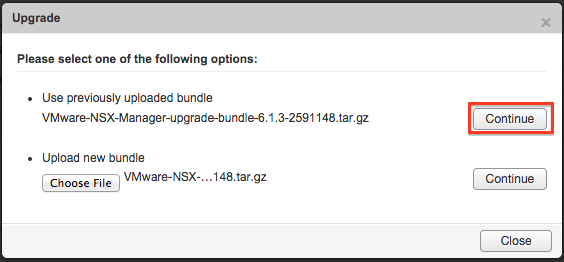 Upgrade
Please select one of the following options:
• Use previously uploaded bundle
VMware-NSX-Manager-upgrade-bundle-6.1.3-2591148.tar.gz
Continue
• Upload new bundle
Choose File VMware-NSX-...148.tar.gz
Continue
Close